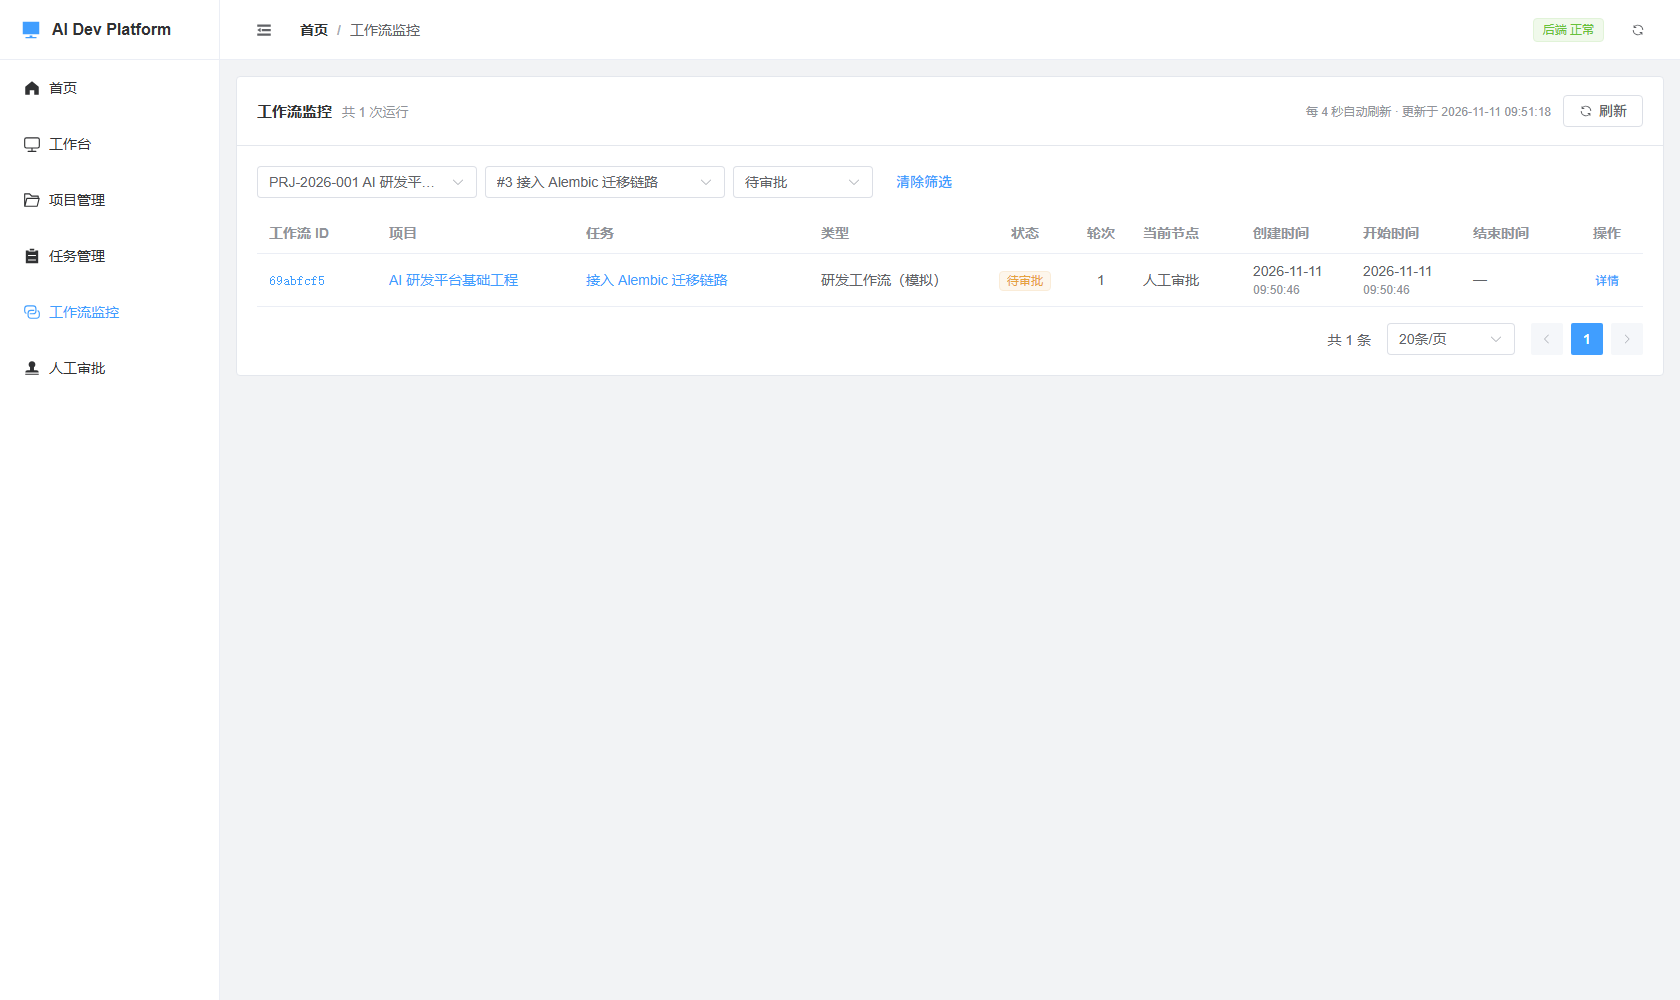 AI Dev Platform
首页 / 工作流监控
后端 正常
首页
工作台
项目管理
任务管理
工作流监控
人工审批
工作流监控 共 1 次运行
每 4 秒自动刷新 · 更新于 2026-11-11 09:51:18
刷新
PRJ-2026-001 AI 研发平…
#3 接入 Alembic 迁移链路
待审批
清除筛选
工作流 ID 项目 任务 类型 状态 轮次 当前节点 创建时间 开始时间 结束时间 操作
69abfcf5 AI 研发平台基础工程 接入 Alembic 迁移链路 研发工作流（模拟） 待审批 1 人工审批 2026-11-11 09:50:46 2026-11-11 09:50:46 — 详情
共 1 条 20条/页 1